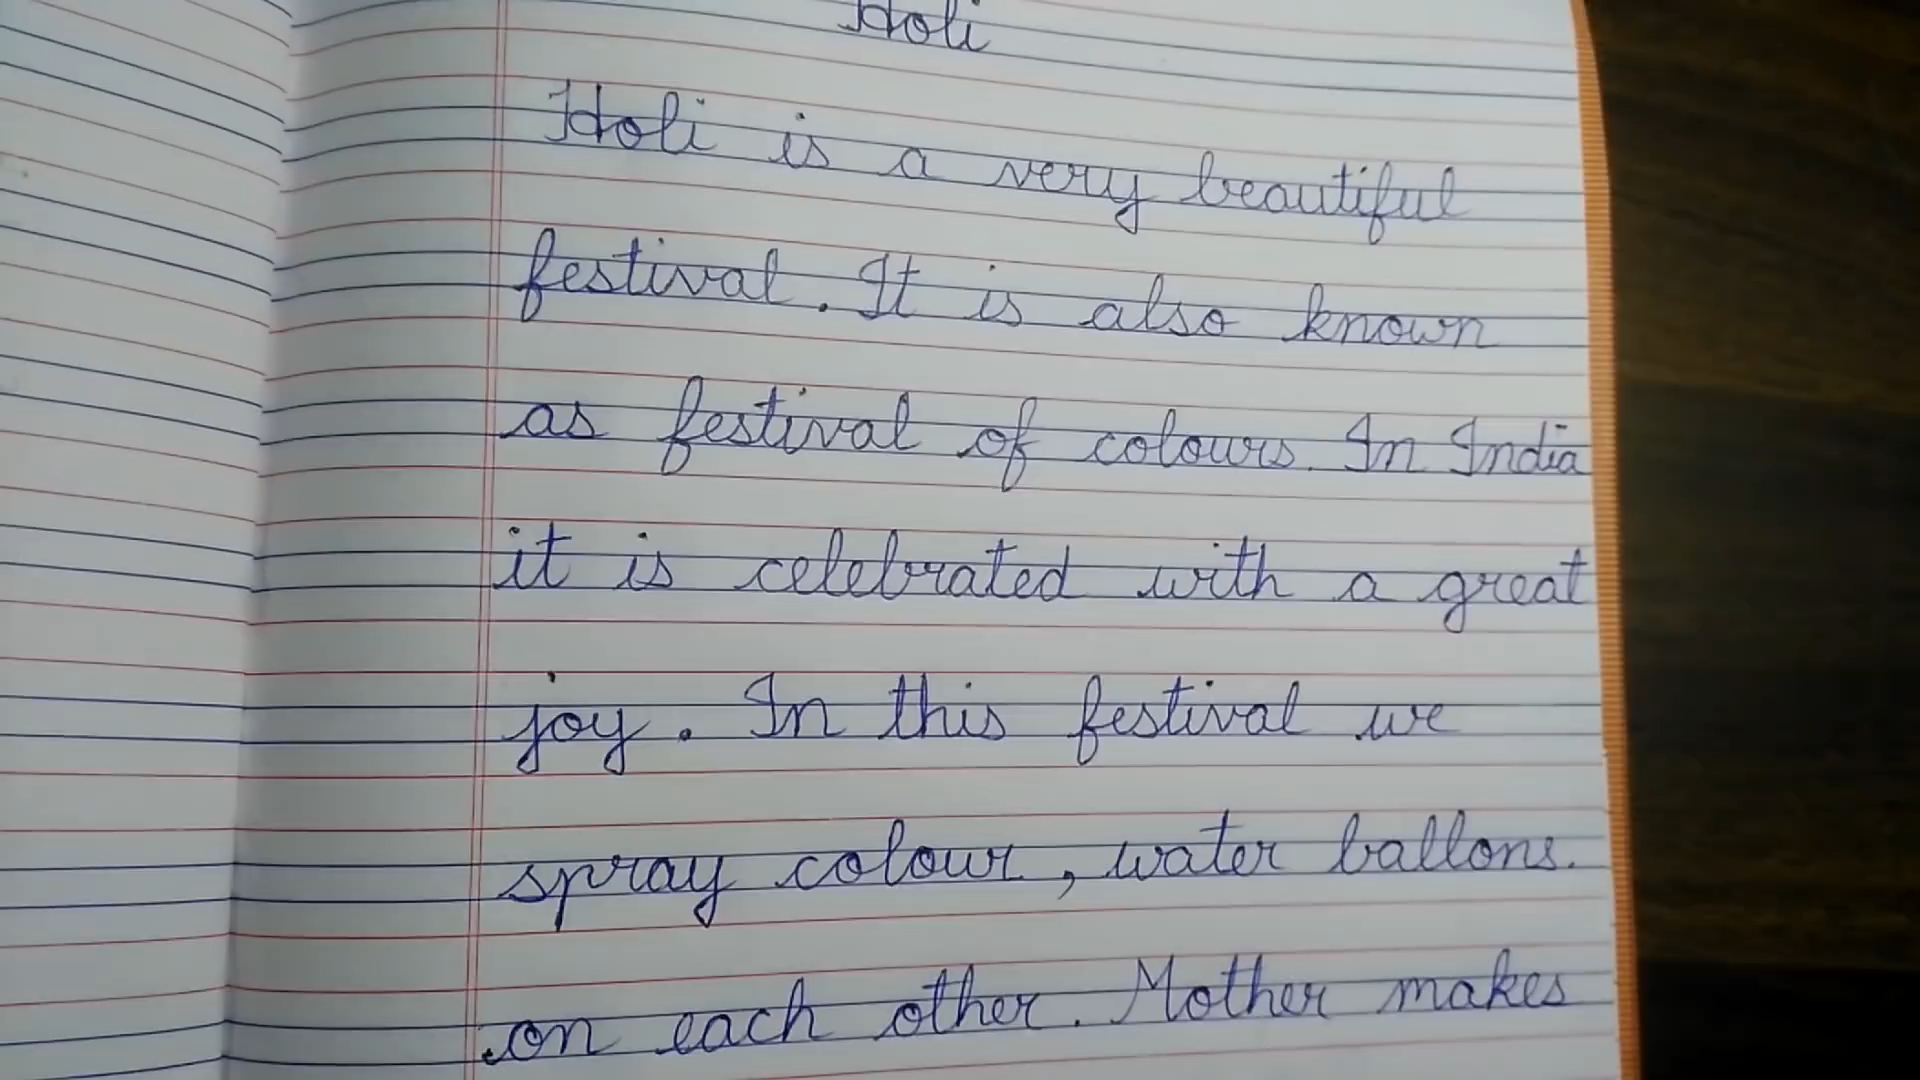 Holi
Holi is a very beautiful
festival. It is also known
as festival of colours. In India
it is celebrated with a great
joy. In this festival we
spray colour, water ballons.
on each other. Mother makes